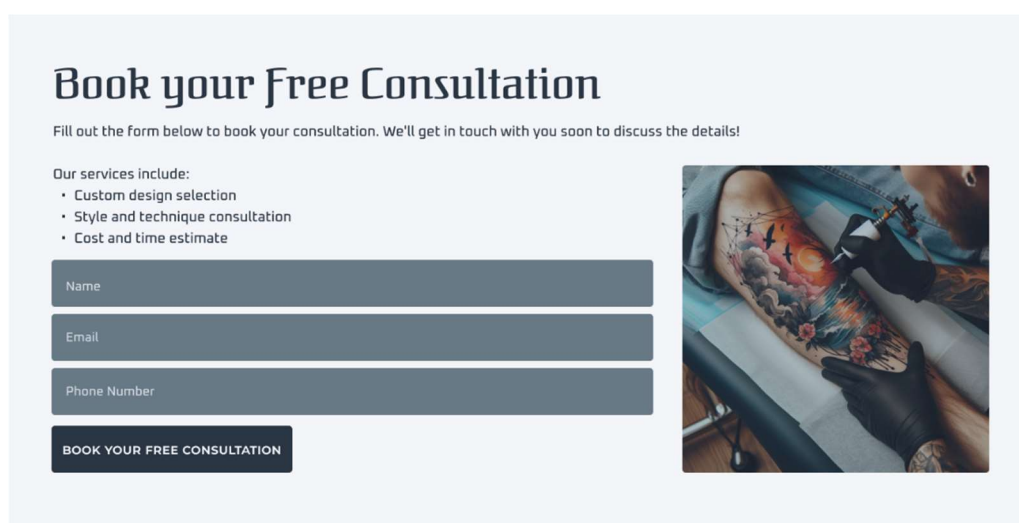 Book your Free Consultation
Fill out the form below to book your consultation. We'll get in touch with you soon to discuss the details!
Our services include:
• Custom design selection
• Style and technique consultation
• Cost and time estimate
Name
Email
Phone Number
BOOK YOUR FREE CONSULTATION